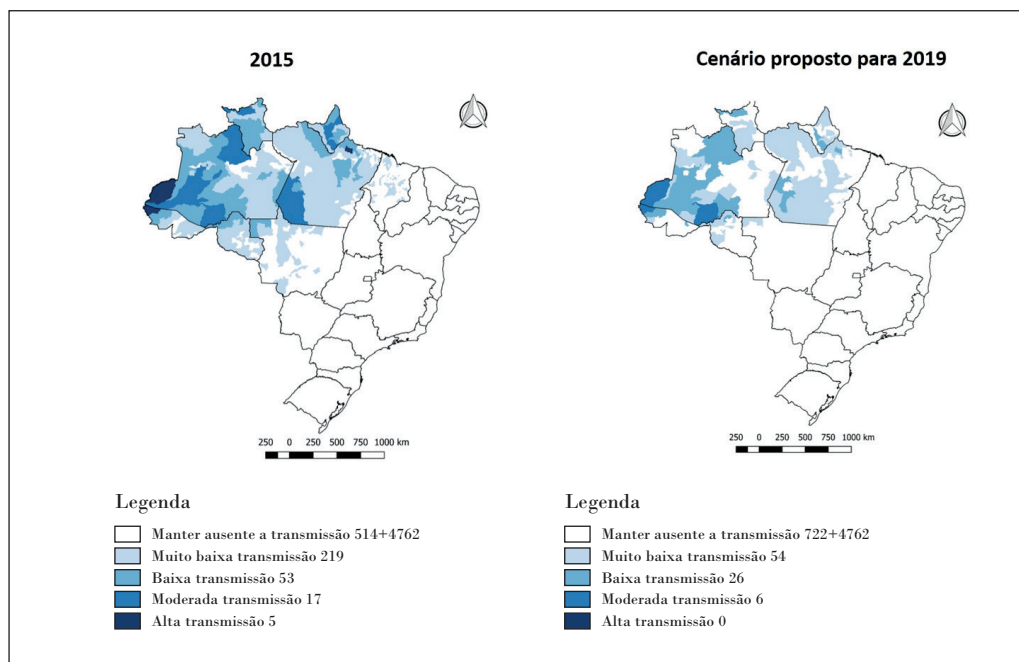 2015
250 0 250 500 750 1000 km
Legenda
Manter ausente a transmissão 514+4762
Muito baixa transmissão 219
Baixa transmissão 53
Moderada transmissão 17
Alta transmissão 5
Cenário proposto para 2019
250 0 250 500 750 1000 km
Legenda
Manter ausente a transmissão 722+4762
Muito baixa transmissão 54
Baixa transmissão 26
Moderada transmissão 6
Alta transmissão 0